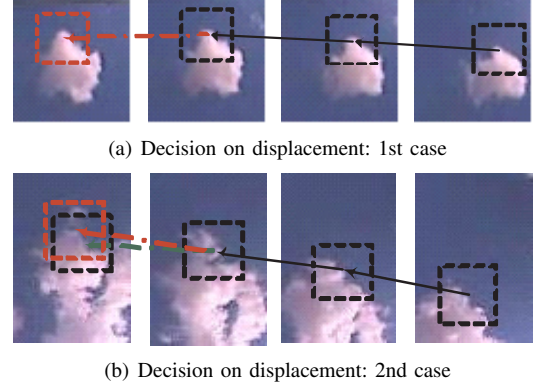 (a) Decision on displacement: 1st case
(b) Decision on displacement: 2nd case